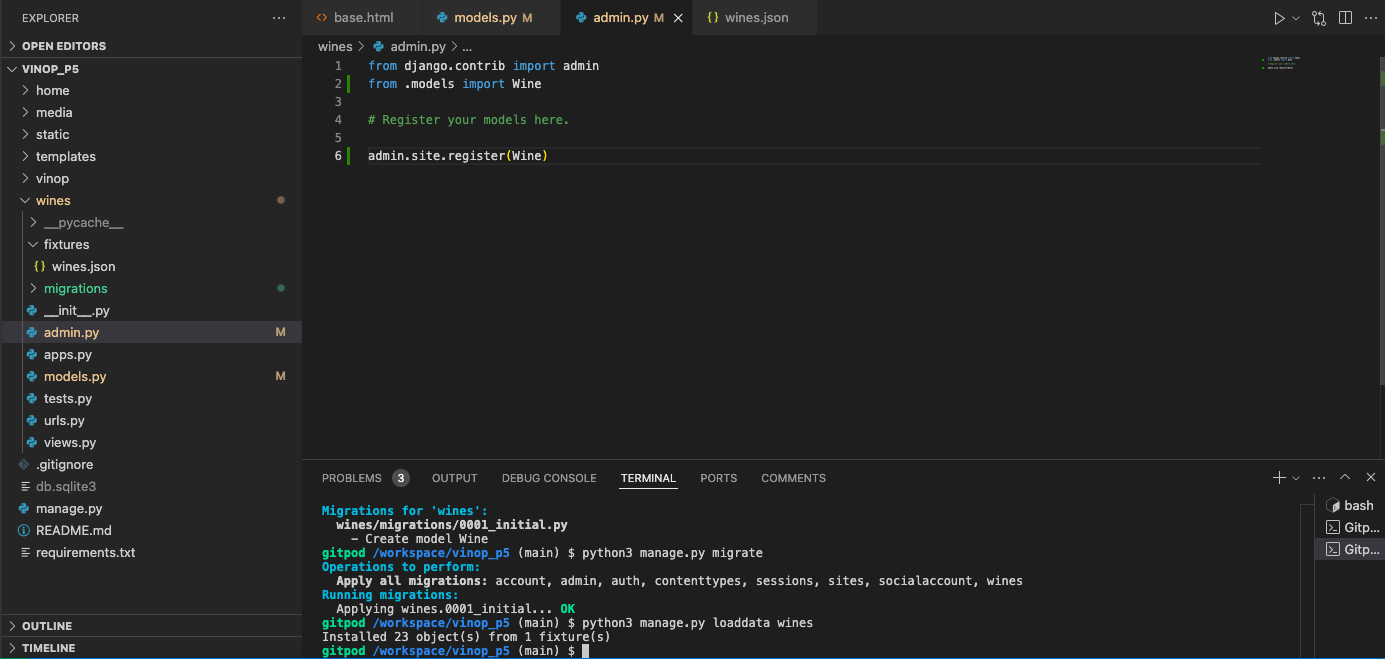 EXPLORER
OPEN EDITORS
VINOP_P5
home
media
static
templates
vinop
wines
__pycache__
fixtures
{} wines.json
migrations
__init__.py
admin.py M
apps.py
models.py M
tests.py
urls.py
views.py
.gitignore
db.sqlite3
manage.py
README.md
requirements.txt
OUTLINE
TIMELINE
<> base.html
models.py M
admin.py M
{} wines.json
wines > admin.py > ...
1 from django.contrib import admin
2 from .models import Wine
3
4 # Register your models here.
5
6 admin.site.register(Wine)
PROBLEMS 3 OUTPUT DEBUG CONSOLE TERMINAL PORTS COMMENTS
Migrations for 'wines':
wines/migrations/0001_initial.py
- Create model Wine
gitpod /workspace/vinop_p5 (main) $ python3 manage.py migrate
Operations to perform:
Apply all migrations: account, admin, auth, contenttypes, sessions, sites, socialaccount, wines
Running migrations:
Applying wines.0001_initial... OK
gitpod /workspace/vinop_p5 (main) $ python3 manage.py loaddata wines
Installed 23 object(s) from 1 fixture(s)
gitpod /workspace/vinop_p5 (main) $
bash
Gitp...
Gitp...